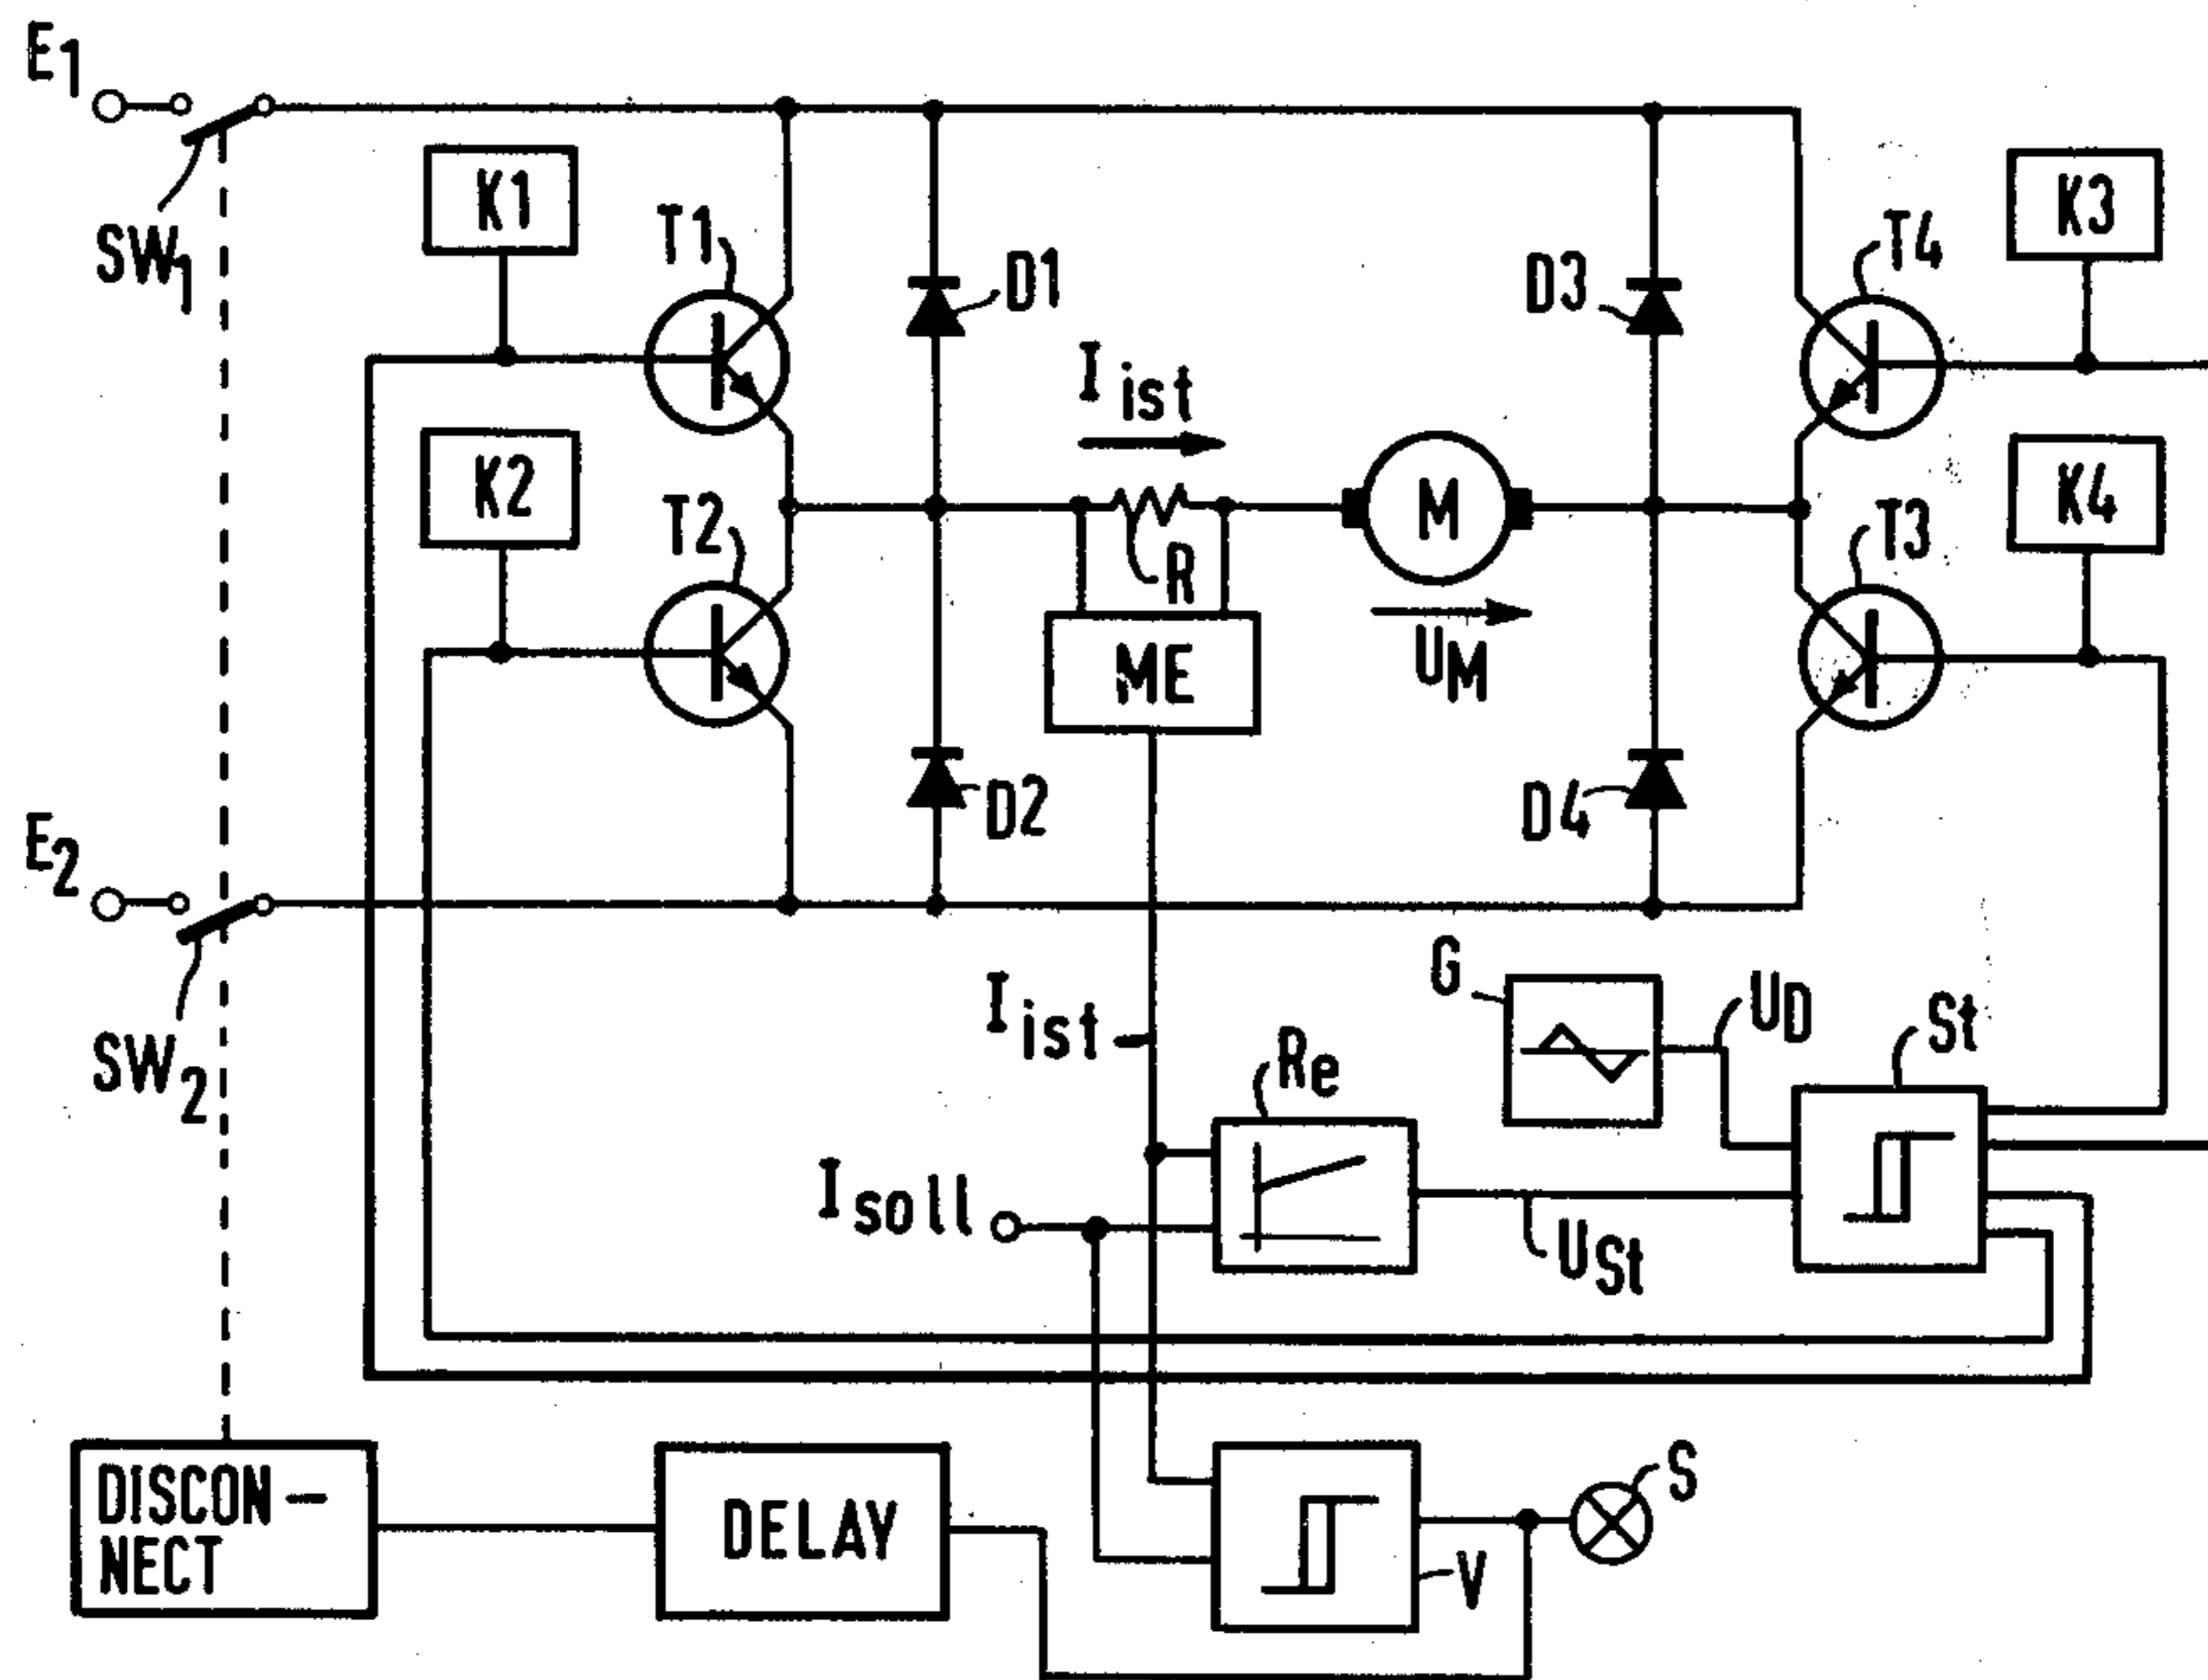 E1
K1
T1
D1
D3
T4
K3
SW1
Iist
K2
T2
R
M
T3
K4
ME
UM
E2
D2
D4
SW2
Iist
G
UD
St
Re
Isoll
USt
DISCON-
NECT
DELAY
V
S